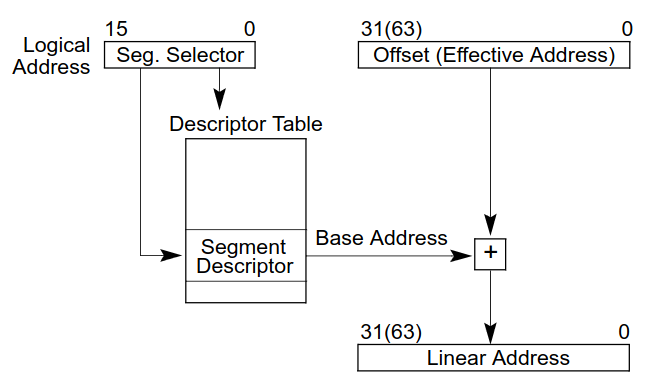 15 0
31(63) 0
Logical
Address
Seg. Selector
Offset (Effective Address)
Descriptor Table
Segment
Descriptor
Base Address
+
31(63) 0
Linear Address